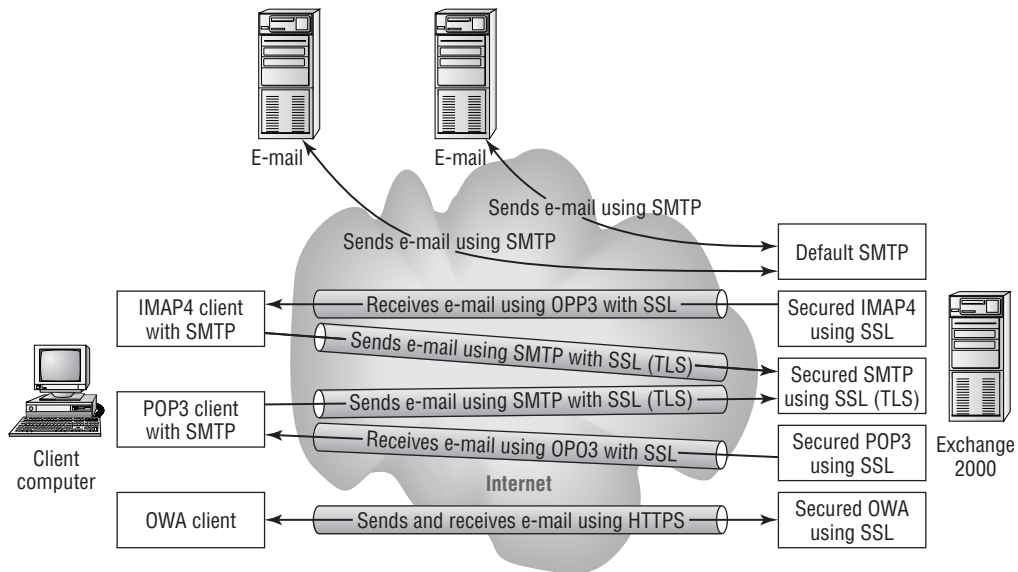 E-mail
E-mail
Sends e-mail using SMTP
Sends e-mail using SMTP
Default SMTP
IMAP4 client
with SMTP
Receives e-mail using OPP3 with SSL
Secured IMAP4
using SSL
Sends e-mail using SMTP with SSL (TLS)
Secured SMTP
using SSL (TLS)
POP3 client
with SMTP
Sends e-mail using SMTP with SSL (TLS)
Receives e-mail using OPO3 with SSL
Secured POP3
using SSL
Client
computer
Exchange
2000
Internet
OWA client
Sends and receives e-mail using HTTPS
Secured OWA
using SSL